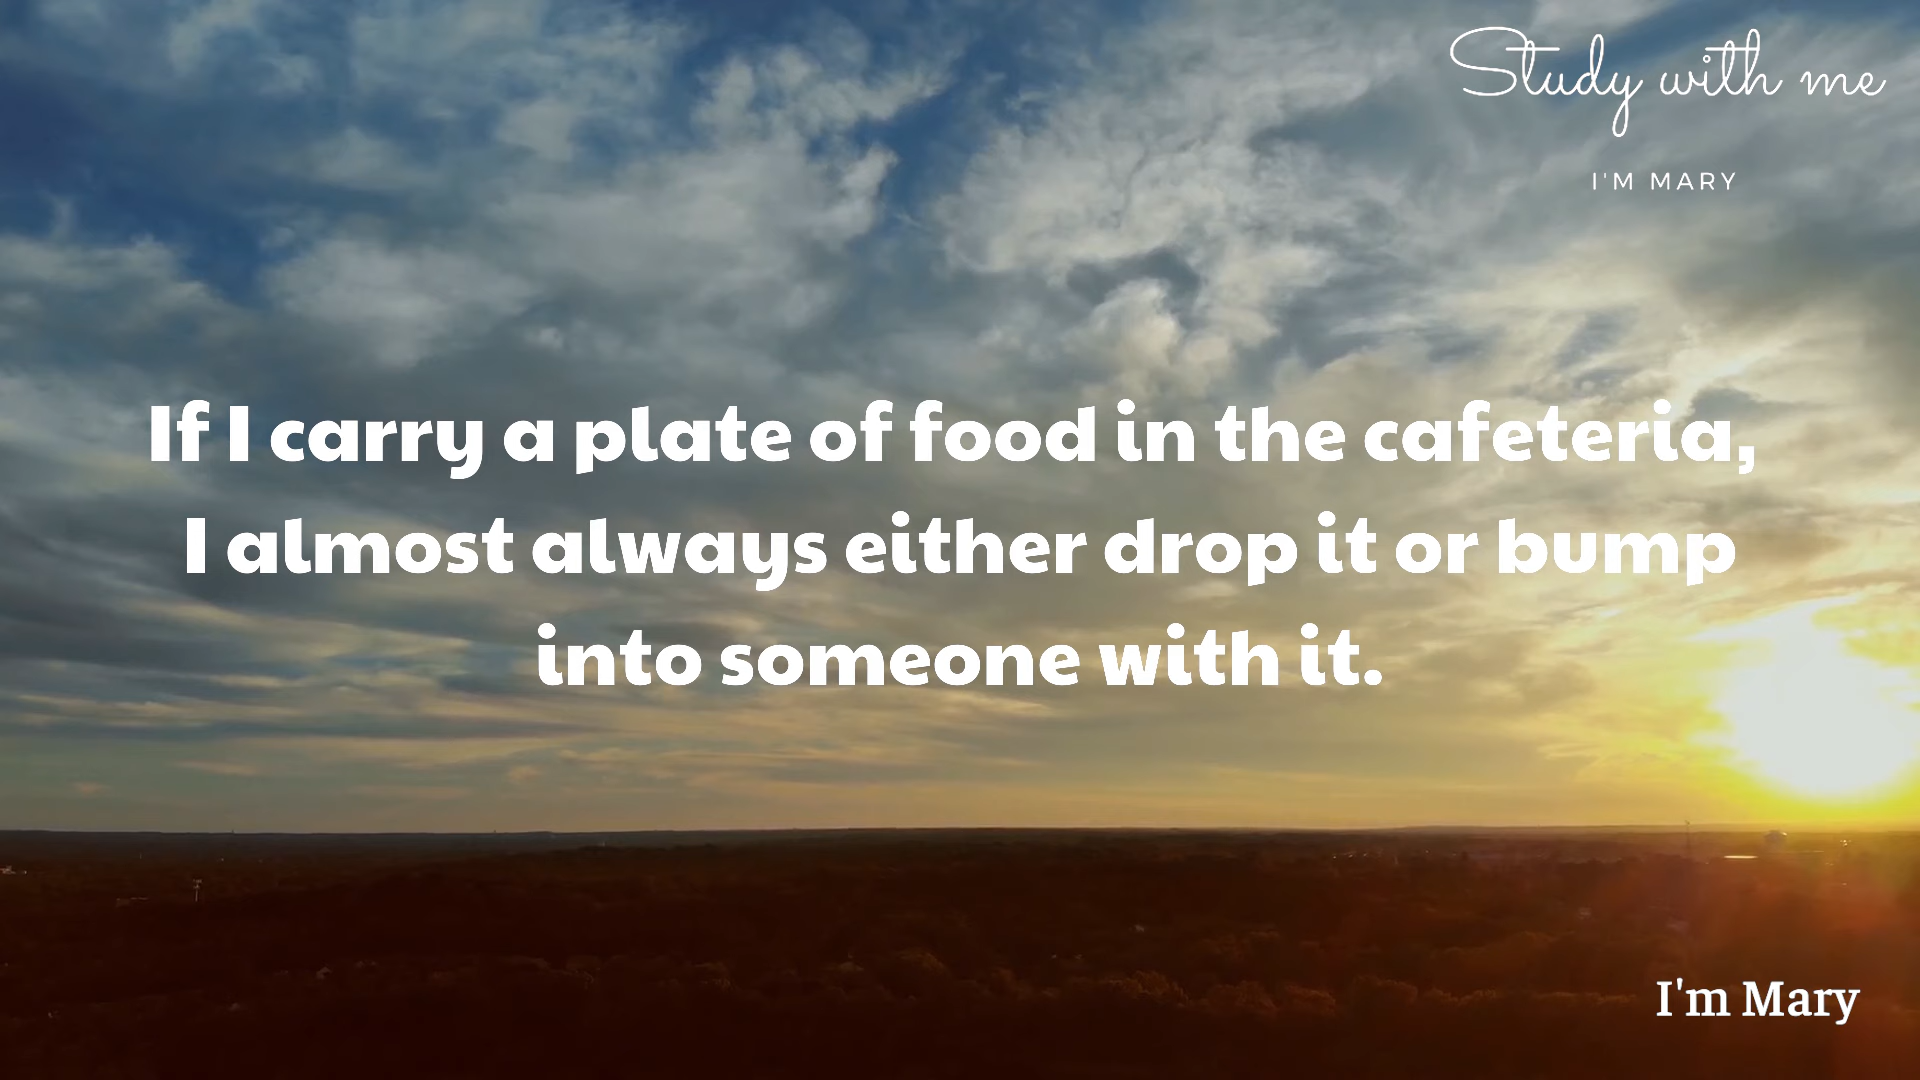 Study with me
I'M MARY
If I carry a plate of food in the cafeteria,
I almost always either drop it or bump
into someone with it.
I'm Mary